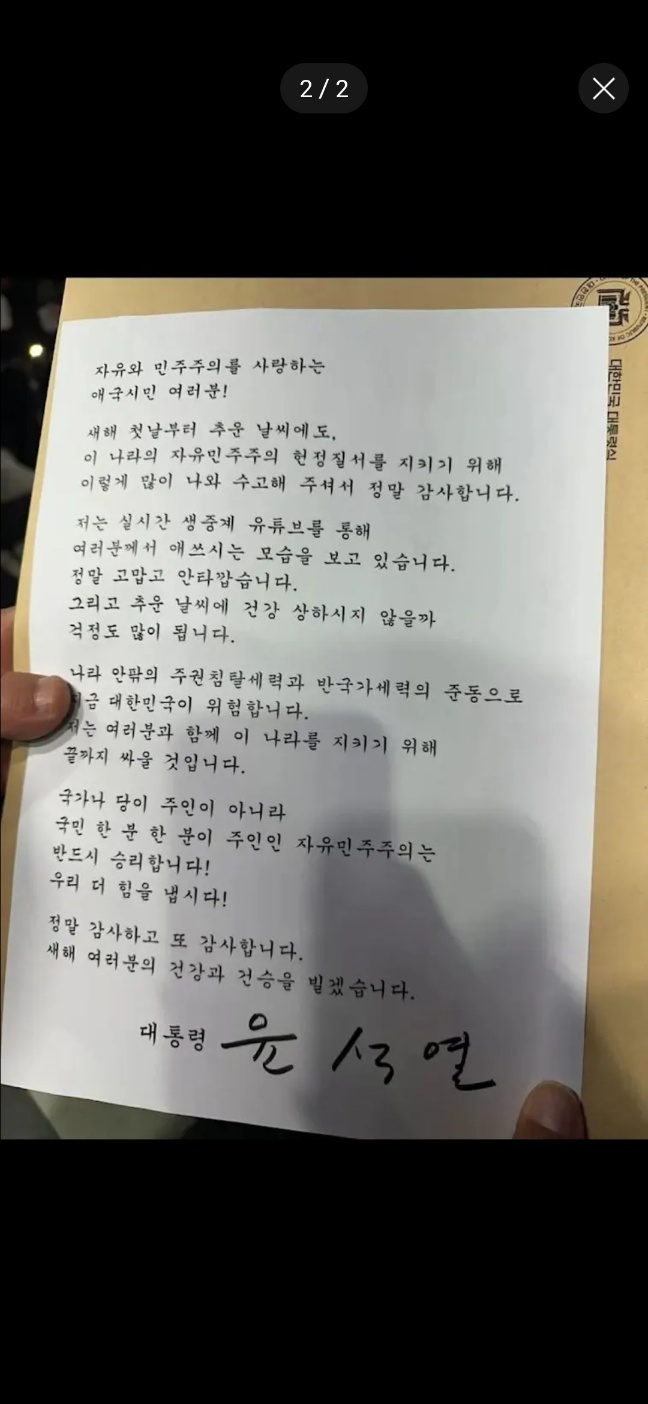 2 / 2
자유와 민주주의를 사랑하는
애국시민 여러분!
새해 첫날부터 추운 날씨에도,
이 나라의 자유민주주의 헌정질서를 지키기 위해
이렇게 많이 나와 수고해 주셔서 정말 감사합니다.
저는 실시간 생중계 유튜브를 통해
여러분께서 애쓰시는 모습을 보고 있습니다.
정말 고맙고 안타깝습니다.
그리고 추운 날씨에 건강 상하시지 않을까
걱정도 많이 됩니다.
나라 안팎의 주권침탈세력과 반국가세력의 준동으로
지금 대한민국이 위험합니다.
저는 여러분과 함께 이 나라를 지키기 위해
끝까지 싸울 것입니다.
국가나 당이 주인이 아니라
국민 한 분 한 분이 주인인 자유민주주의는
반드시 승리합니다!
우리 더 힘을 냅시다!
정말 감사하고 또 감사합니다.
새해 여러분의 건강과 건승을 빌겠습니다.
대통령 윤석열
대한민국 대통령실